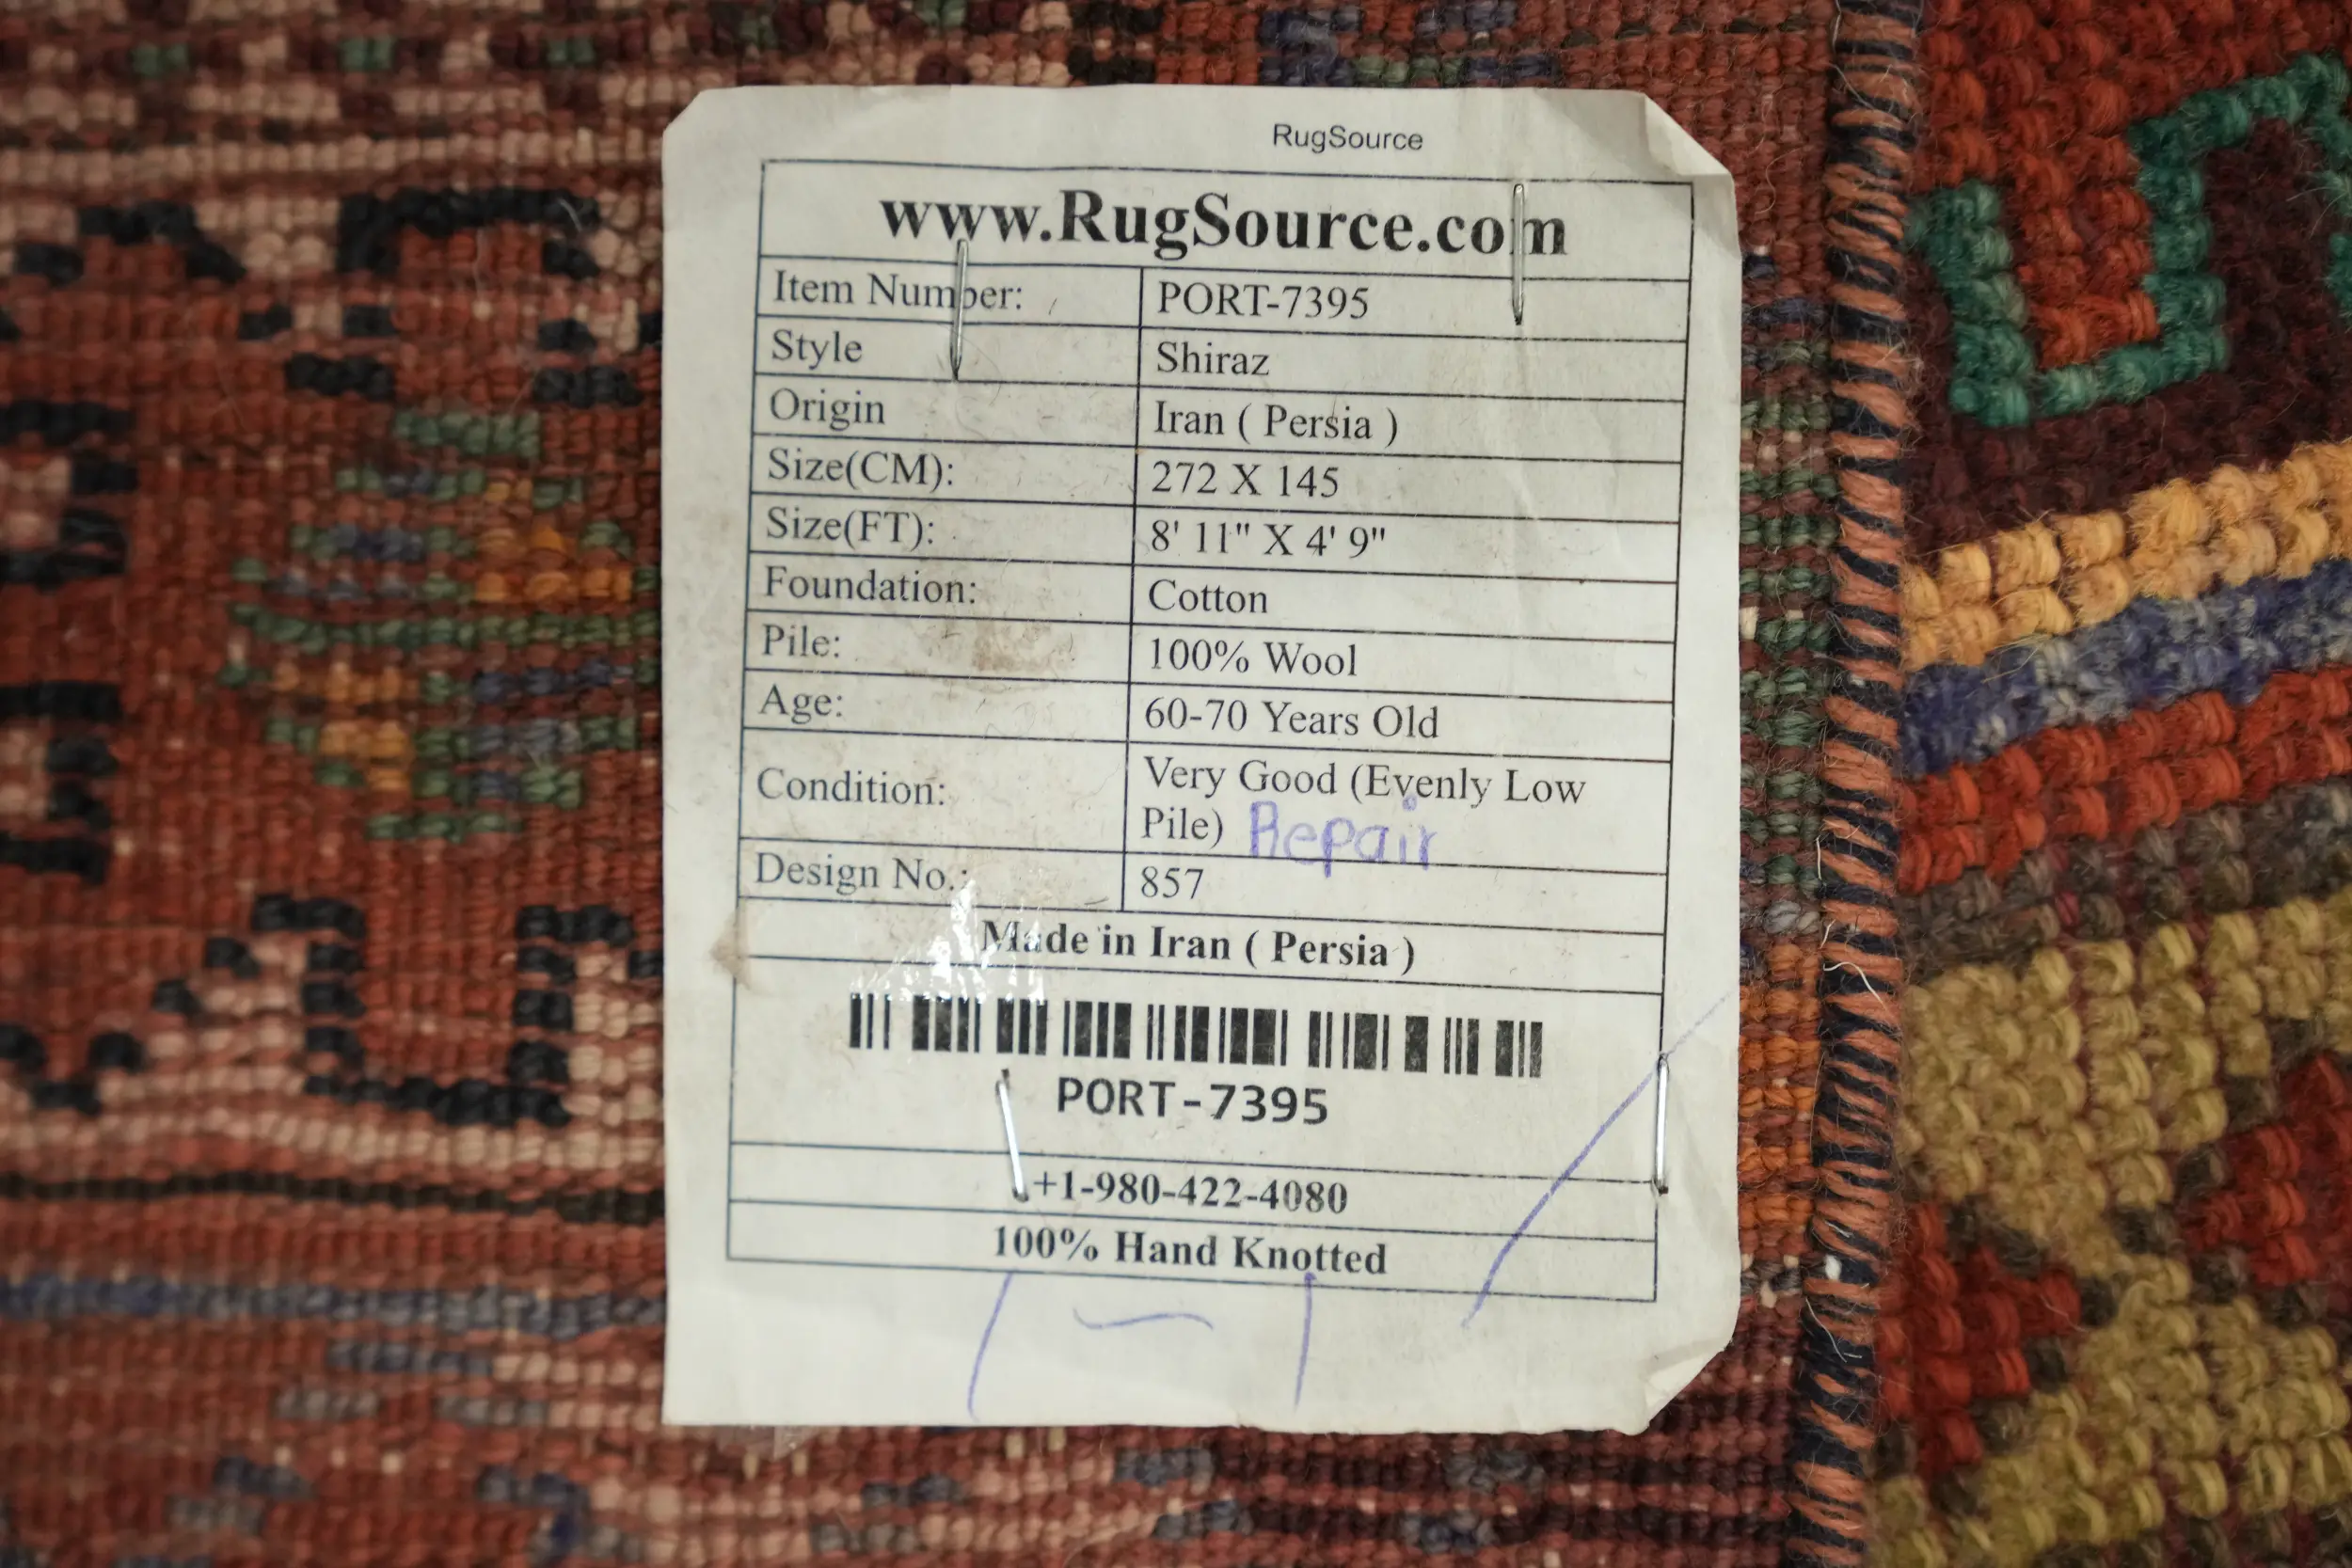 RugSource
www.RugSource.com
Item Number: PORT-7395
Style Shiraz
Origin Iran ( Persia )
Size(CM): 272 X 145
Size(FT): 8' 11" X 4' 9"
Foundation: Cotton
Pile: 100% Wool
Age: 60-70 Years Old
Condition: Very Good (Evenly Low
Pile) Repair
Design No.: 857
Made in Iran ( Persia )
PORT-7395
+1-980-422-4080
100% Hand Knotted